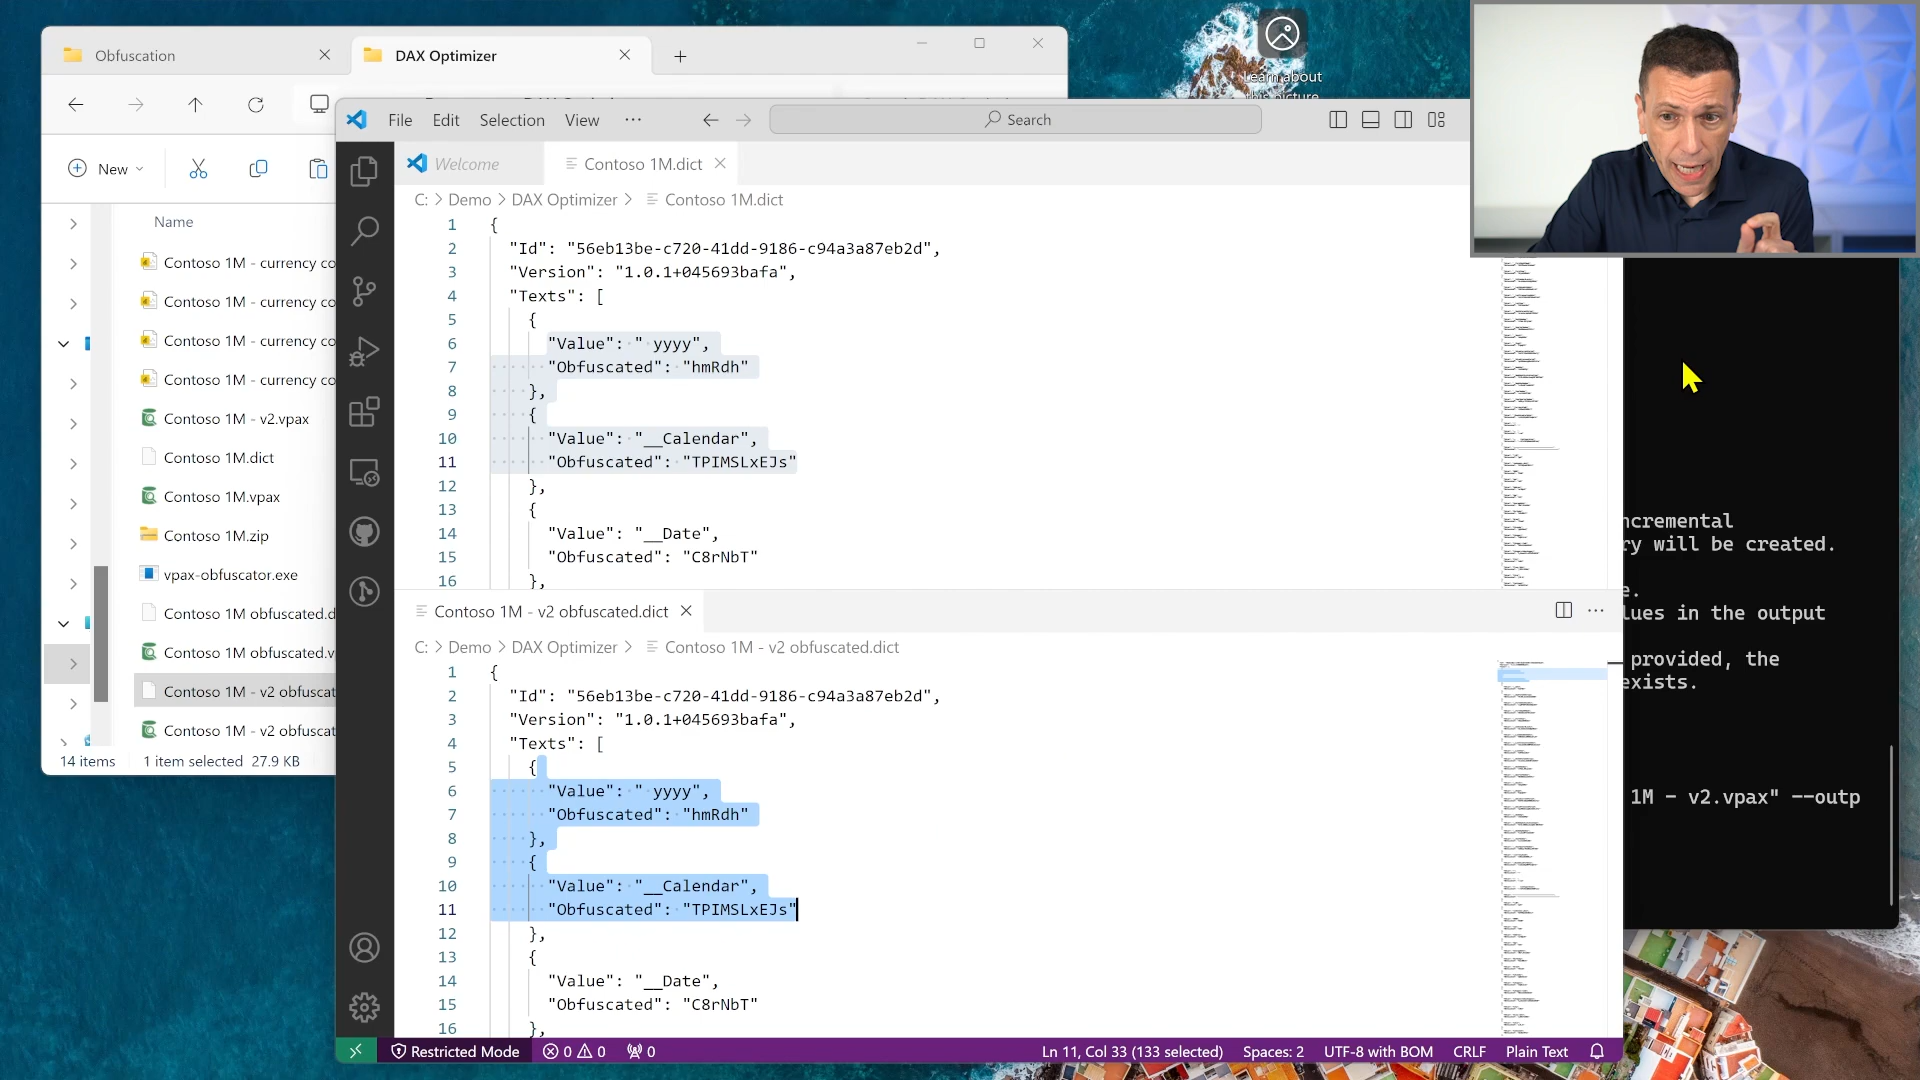 Obfuscation
DAX Optimizer
Learn about
this picture
New
File Edit Selection View ··· Search
Welcome
Contoso 1M.dict
C: > Demo > DAX Optimizer > Contoso 1M.dict
1 {
2 "Id": "56eb13be-c720-41dd-9186-c94a3a87eb2d",
3 "Version": "1.0.1+045693bafa",
4 "Texts": [
5 {
6 "Value": " yyyy",
7 "Obfuscated": "hmRdh"
8 },
9 {
10 "Value": "__Calendar",
11 "Obfuscated": "TPIMSLxEJs"
12 },
13 {
14 "Value": "__Date",
15 "Obfuscated": "C8rNbT"
16 },
Name
Contoso 1M - currency co
Contoso 1M - currency co
Contoso 1M - currency co
Contoso 1M - currency co
Contoso 1M - v2.vpax
Contoso 1M.dict
Contoso 1M.vpax
Contoso 1M.zip
vpax-obfuscator.exe
Contoso 1M obfuscated.d
Contoso 1M obfuscated.v
Contoso 1M - v2 obfuscat
Contoso 1M - v2 obfuscat
14 items 1 item selected 27.9 KB
Contoso 1M - v2 obfuscated.dict
C: > Demo > DAX Optimizer > Contoso 1M - v2 obfuscated.dict
1 {
2 "Id": "56eb13be-c720-41dd-9186-c94a3a87eb2d",
3 "Version": "1.0.1+045693bafa",
4 "Texts": [
5 {
6 "Value": " yyyy",
7 "Obfuscated": "hmRdh"
8 },
9 {
10 "Value": "__Calendar",
11 "Obfuscated": "TPIMSLxEJs"
12 },
13 {
14 "Value": "__Date",
15 "Obfuscated": "C8rNbT"
16 },
ncremental
ry will be created.
e.
lues in the output
provided, the
exists.
1M - v2.vpax" --outp
Restricted Mode 0 0 0 Ln 11, Col 33 (133 selected) Spaces: 2 UTF-8 with BOM CRLF Plain Text